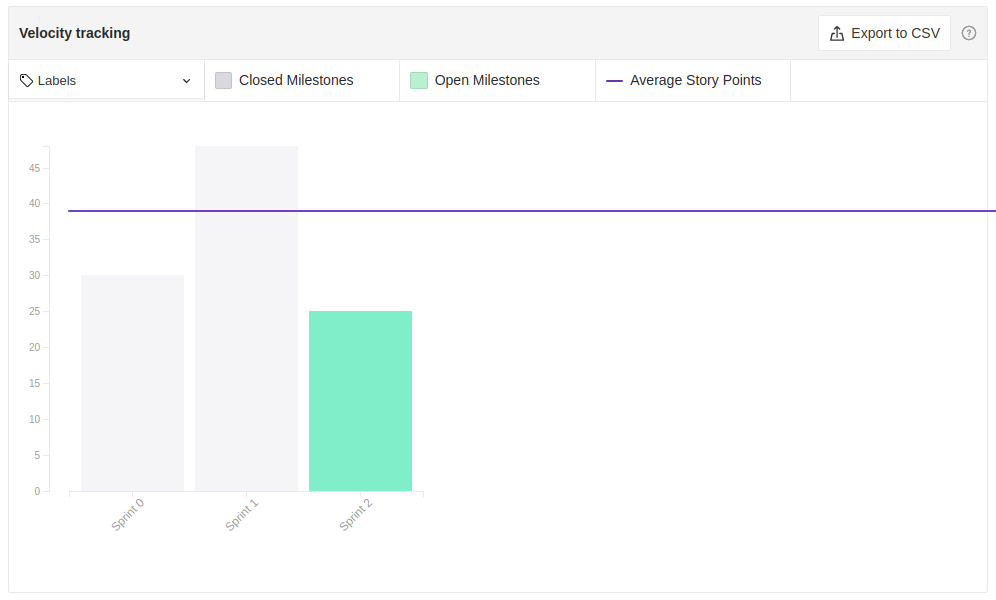 Velocity tracking
Export to CSV
?
Labels
Closed Milestones
Open Milestones
Average Story Points
45
40
35
30
25
20
15
10
5
0
Sprint 0
Sprint 1
Sprint 2